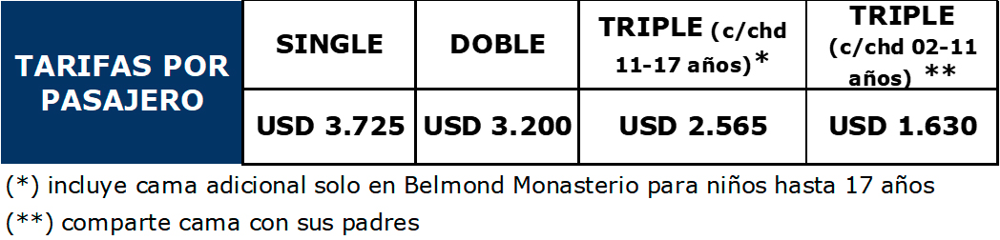 TARIFAS POR
PASAJERO
SINGLE
DOBLE
TRIPLE (c/chd
11-17 años)*
TRIPLE
(c/chd 02-11
años) **
USD 3.725
USD 3.200
USD 2.565
USD 1.630
(*) incluye cama adicional solo en Belmond Monasterio para niños hasta 17 años
(**) comparte cama con sus padres